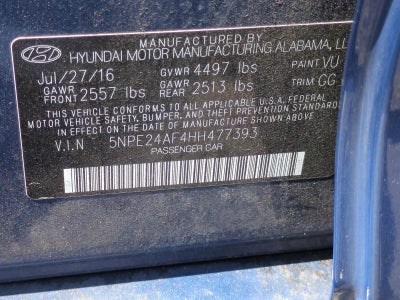 MANUFACTURED BY
HYUNDAI MOTOR MANUFACTURING ALABAMA, LL
Jul/27/16 GVWR 4497 lbs PAINT VU
GAWR FRONT 2557 lbs GAWR REAR 2513 lbs TRIM GG
THIS VEHICLE CONFORMS TO ALL APPLICABLE U.S.A. FEDERAL
MOTOR VEHICLE SAFETY, BUMPER, AND THEFT PREVENTION
STANDARDS IN EFFECT ON THE DATE OF MANUFACTURE SHOWN ABOVE
V.I.N 5NPE24AF4HH477393
PASSENGER CAR